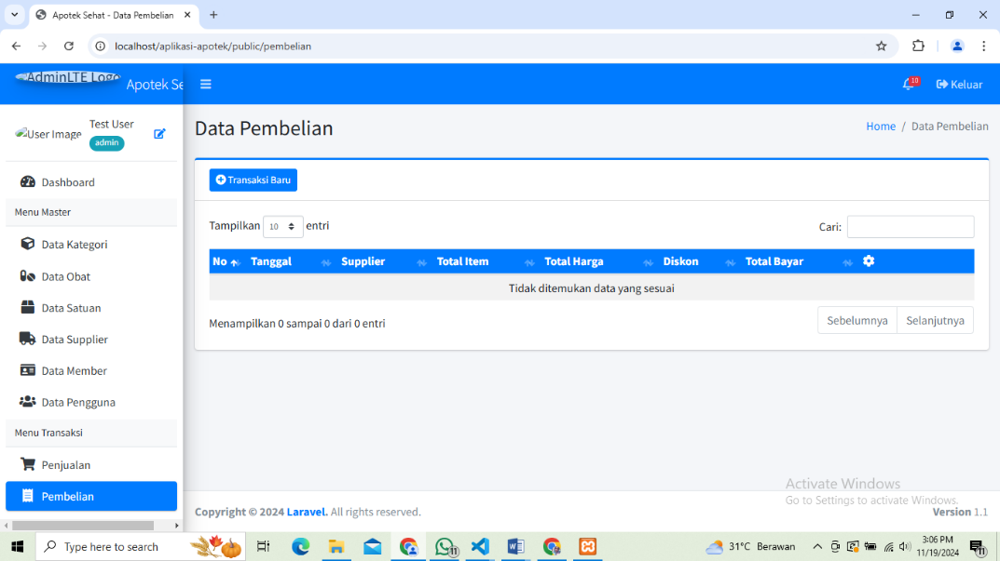 Apotek Sehat - Data Pembelian
localhost/aplikasi-apotek/public/pembelian
AdminLTE Logo Apotek Se
10
Keluar
User Image
Test User
admin
Data Pembelian
Home / Data Pembelian
Dashboard
Menu Master
Data Kategori
Data Obat
Data Satuan
Data Supplier
Data Member
Data Pengguna
Menu Transaksi
Penjualan
Pembelian
Transaksi Baru
Tampilkan 10 entri
Cari:
No Tanggal Supplier Total Item Total Harga Diskon Total Bayar
Tidak ditemukan data yang sesuai
Menampilkan 0 sampai 0 dari 0 entri
Sebelumnya Selanjutnya
Activate Windows
Go to Settings to activate Windows.
Copyright © 2024 Laravel. All rights reserved.
Version 1.1
Type here to search
11
31°C Berawan
3:06 PM
11/19/2024
11